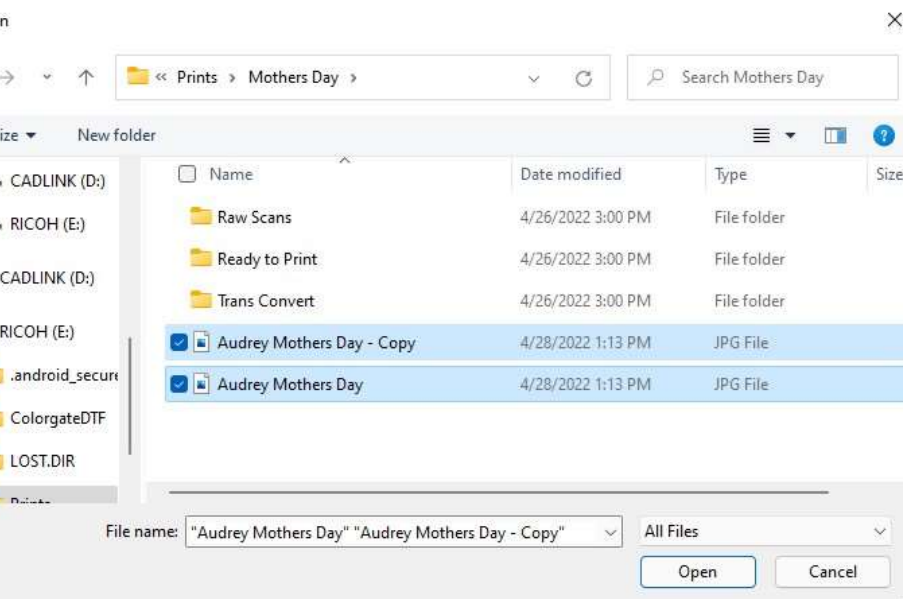 n
« Prints > Mothers Day >
Search Mothers Day
ize
New folder
Name
Date modified
Type
Size
CADLINK (D:)
RICOH (E:)
CADLINK (D:)
RICOH (E:)
.android_secure
ColorgateDTF
LOST.DIR
Prints
Raw Scans 4/26/2022 3:00 PM File folder
Ready to Print 4/26/2022 3:00 PM File folder
Trans Convert 4/26/2022 3:00 PM File folder
Audrey Mothers Day - Copy 4/28/2022 1:13 PM JPG File
Audrey Mothers Day 4/28/2022 1:13 PM JPG File
File name: "Audrey Mothers Day" "Audrey Mothers Day - Copy"
All Files
Open
Cancel